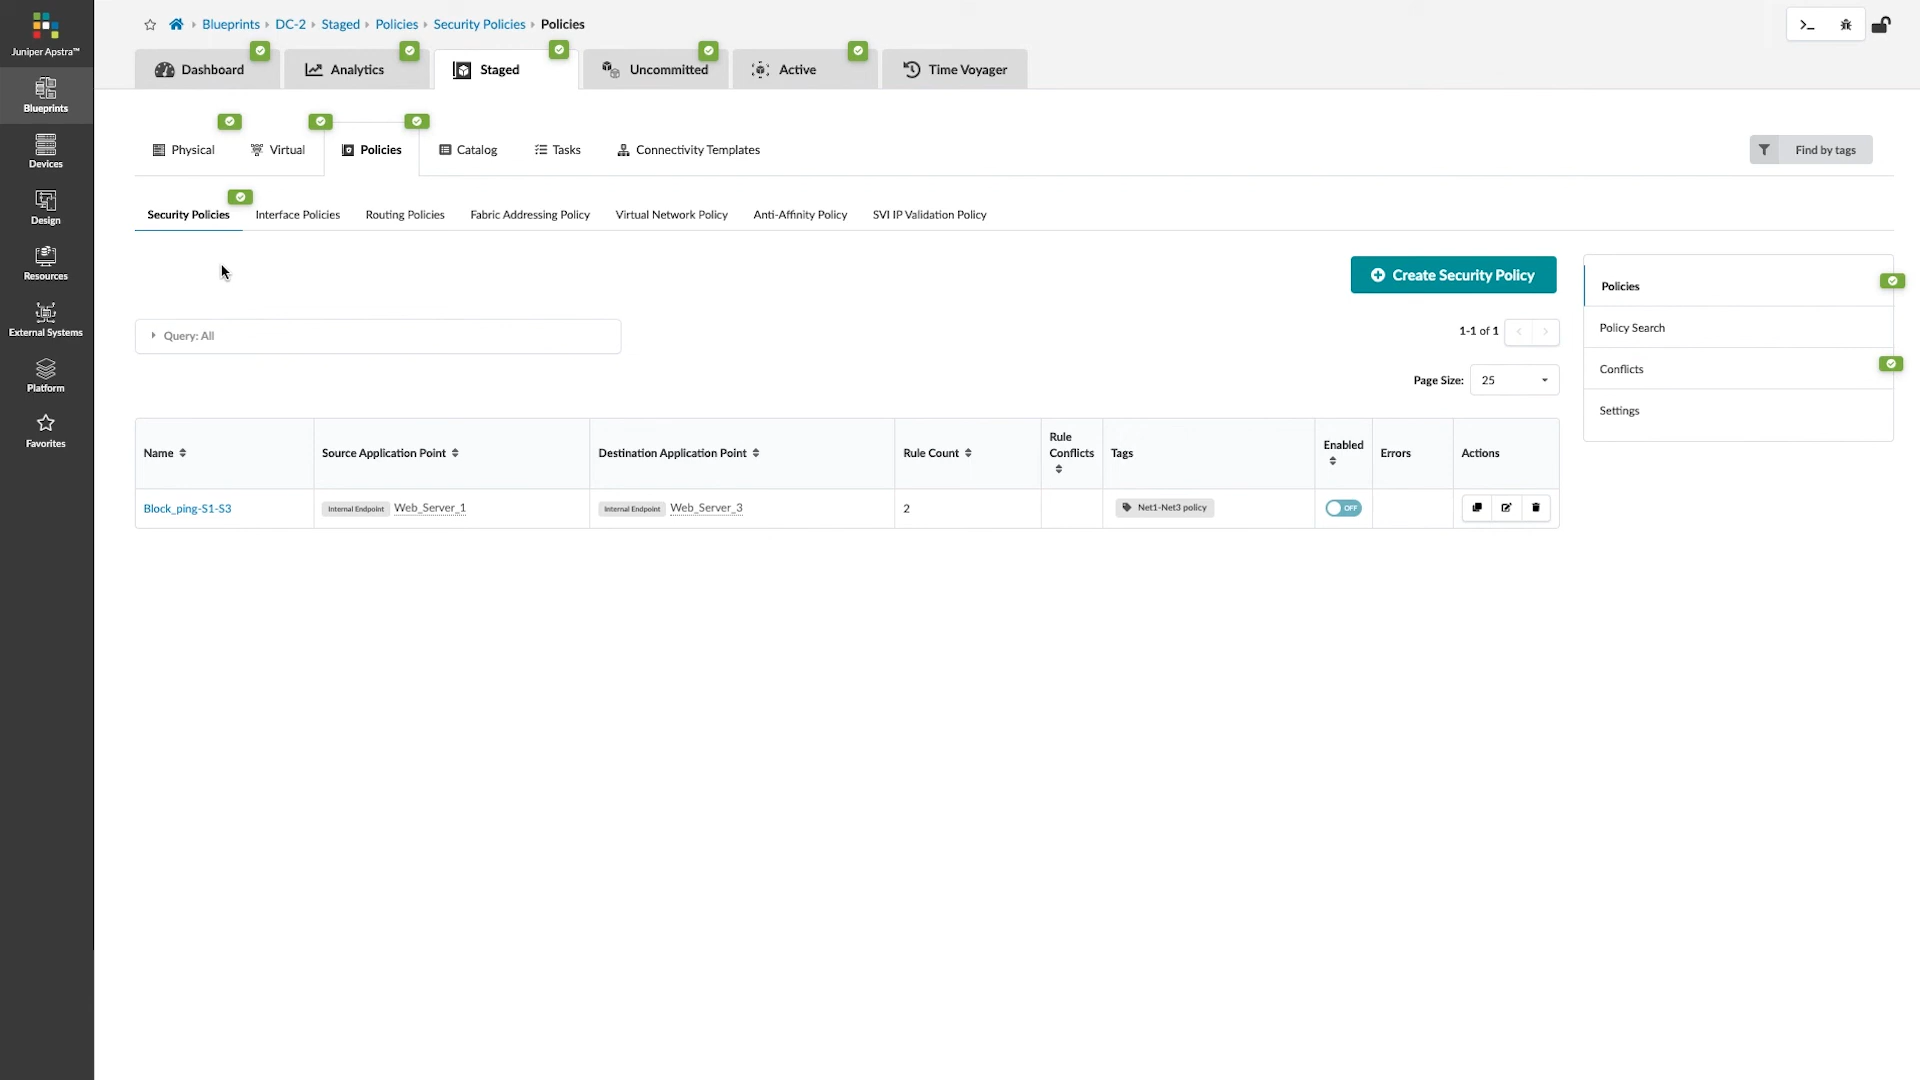 Juniper Apstra™
Blueprints
Devices
Design
Resources
External Systems
Platform
Favorites
Blueprints DC-2 Staged Policies Security Policies Policies
Dashboard Analytics Staged Uncommitted Active Time Voyager
Physical Virtual Policies Catalog Tasks Connectivity Templates
Find by tags
Security Policies Interface Policies Routing Policies Fabric Addressing Policy Virtual Network Policy Anti-Affinity Policy SVI IP Validation Policy
Create Security Policy
Query: All
1-1 of 1
Page Size: 25
Policies
Policy Search
Conflicts
Settings
Name Source Application Point Destination Application Point Rule Count Rule Conflicts Tags Enabled Errors Actions
Block_ping-S1-S3 Internal Endpoint Web_Server_1 Internal Endpoint Web_Server_3 2 Net1-Net3 policy OFF